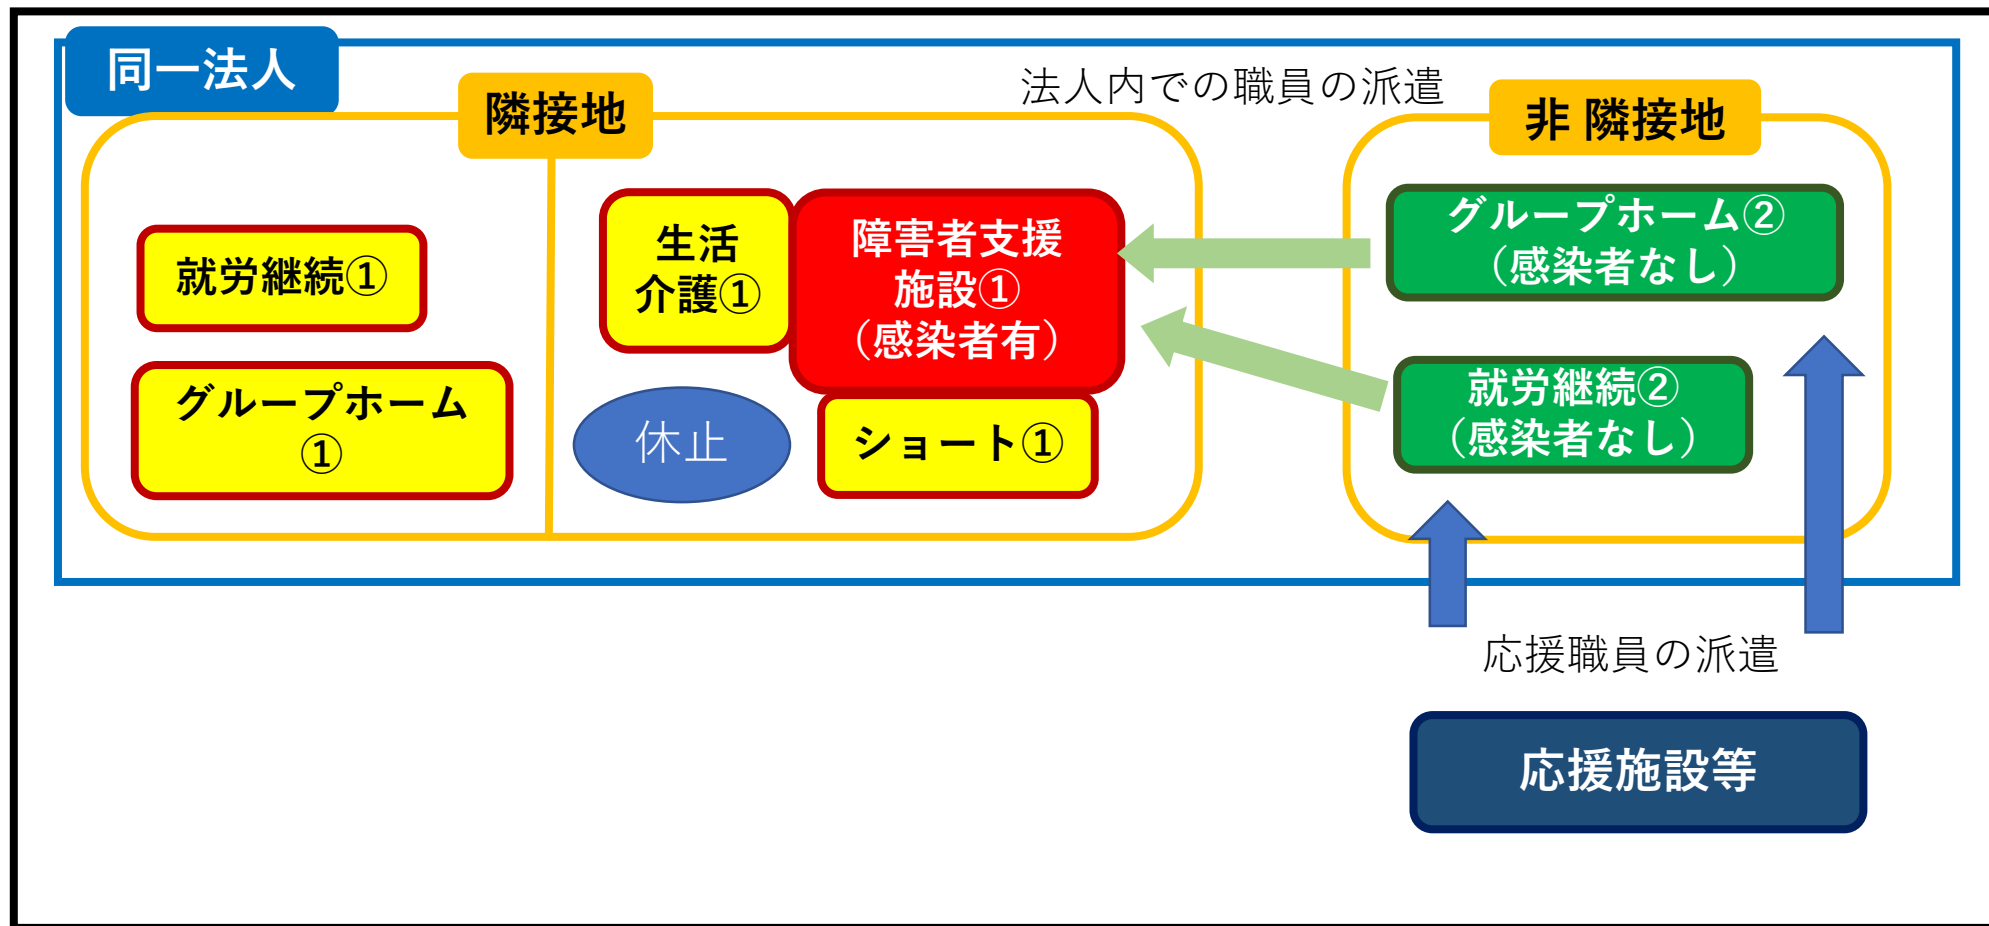 同一法人
隣接地
法人内での職員の派遣
非 隣接地
就労継続①
グループホーム
①
生活
介護①
障害者支援
施設①
（感染者有）
休止
ショート①
グループホーム②
（感染者なし）
就労継続②
（感染者なし）
応援職員の派遣
応援施設等